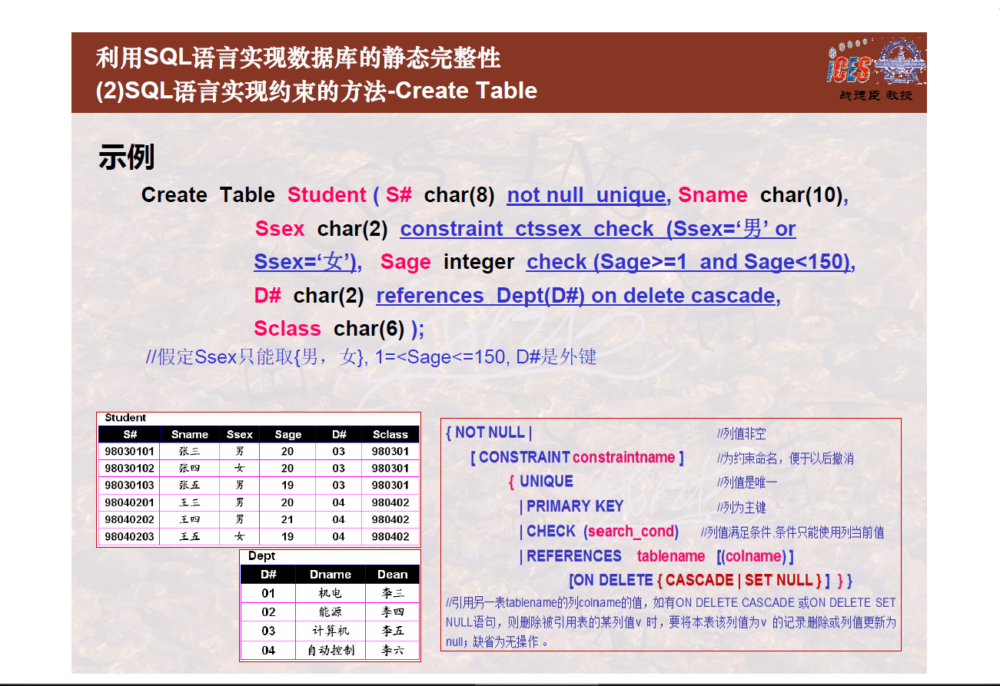 利用SQL语言实现数据库的静态完整性
(2)SQL语言实现约束的方法-Create Table
iCES
战德臣 教授
示例
Create Table Student ( S# char(8) not null unique, Sname char(10),
Ssex char(2) constraint ctssex check (Ssex=‘男’ or
Ssex=‘女’), Sage integer check (Sage>=1 and Sage<150),
D# char(2) references Dept(D#) on delete cascade,
Sclass char(6) );
//假定Ssex只能取{男，女}, 1=<Sage<=150, D#是外键
Student
S# Sname Ssex Sage D# Sclass
98030101 张三 男 20 03 980301
98030102 张四 女 20 03 980301
98030103 张五 男 19 03 980301
98040201 王三 男 20 04 980402
98040202 王四 男 21 04 980402
98040203 王五 女 19 04 980402
Dept
D# Dname Dean
01 机电 李三
02 能源 李四
03 计算机 李五
04 自动控制 李六
{ NOT NULL | //列值非空
[ CONSTRAINT constraintname ] //为约束命名，便于以后撤消
{ UNIQUE //列值是唯一
| PRIMARY KEY //列为主键
| CHECK (search_cond) //列值满足条件,条件只能使用列当前值
| REFERENCES tablename [(colname) ]
[ON DELETE { CASCADE | SET NULL } ] } }
//引用另一表tablename的列colname的值，如有ON DELETE CASCADE 或ON DELETE SET
NULL语句，则删除被引用表的某列值v 时，要将本表该列值为v 的记录删除或列值更新为
null；缺省为无操作 。